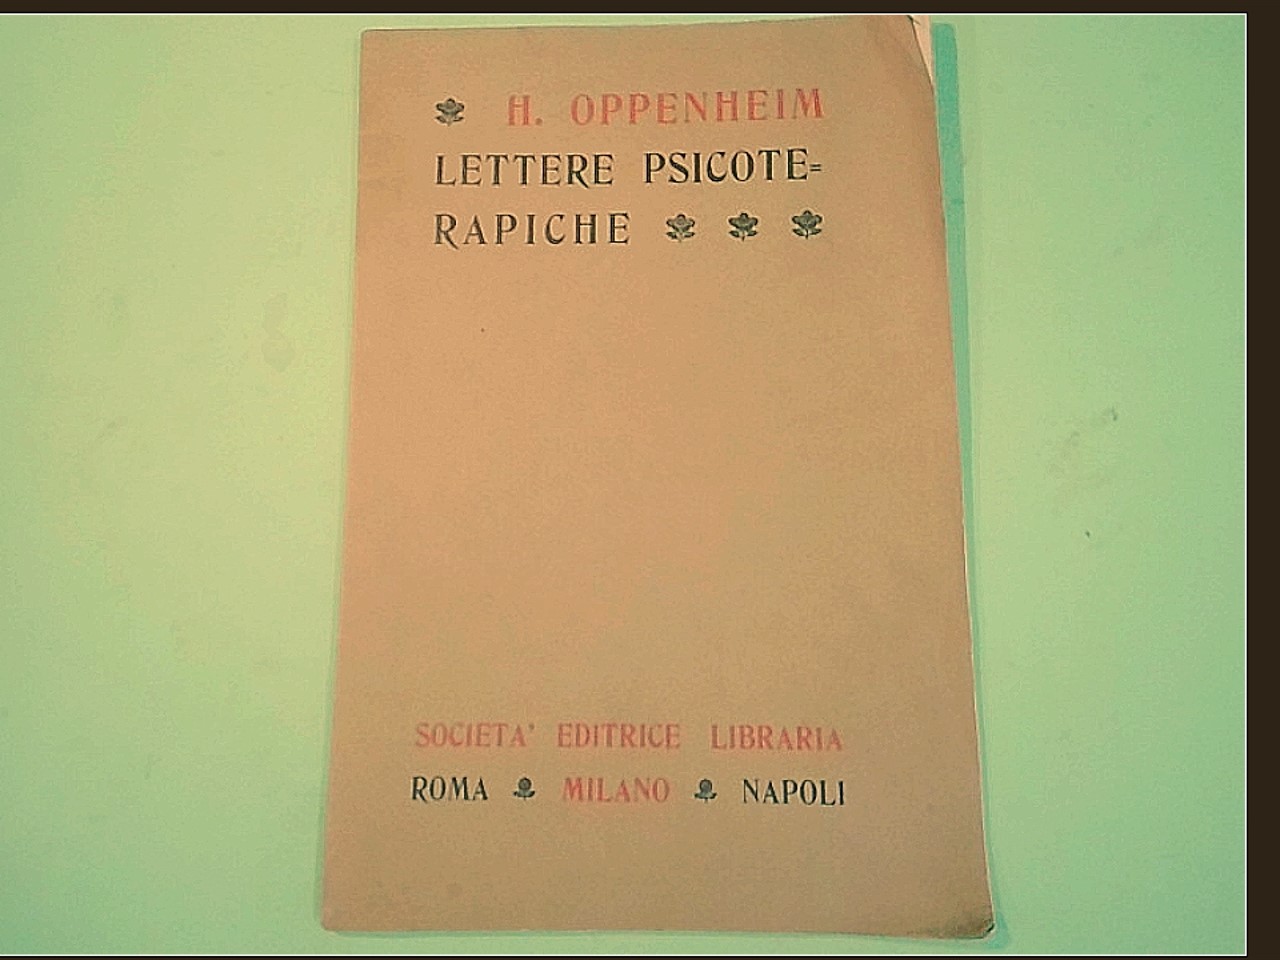 H. OPPENHEIM
LETTERE PSICOTE=
RAPICHE
SOCIETA' EDITRICE LIBRARIA
ROMA MILANO NAPOLI